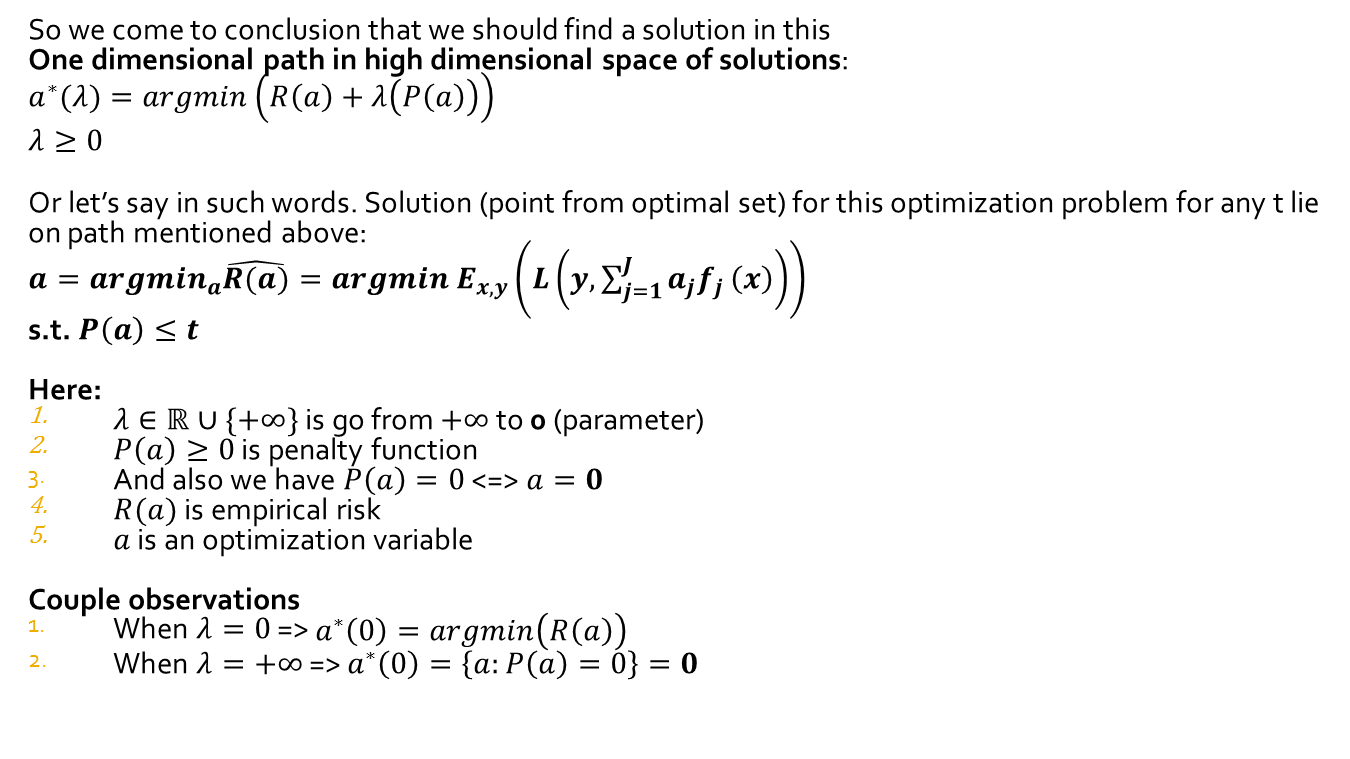 So we come to conclusion that we should find a solution in this
One dimensional path in high dimensional space of solutions:
a*(λ) = argmin (R(a) + λ(P(a)))
λ ≥ 0
Or let's say in such words. Solution (point from optimal set) for this optimization problem for any t lie
on path mentioned above:
a = argminₐR̂(a) = argmin E_{x,y} (L (y, ∑_{j=1}^{J} a_j f_j (x)))
s.t. P(a) ≤ t
Here:
1. λ ∈ ℝ ∪ {+∞} is go from +∞ to 0 (parameter)
2. P(a) ≥ 0 is penalty function
3. And also we have P(a) = 0 <=> a = 0
4. R(a) is empirical risk
5. a is an optimization variable
Couple observations
1. When λ = 0 => a*(0) = argmin(R(a))
2. When λ = +∞ => a*(0) = {a: P(a) = 0} = 0